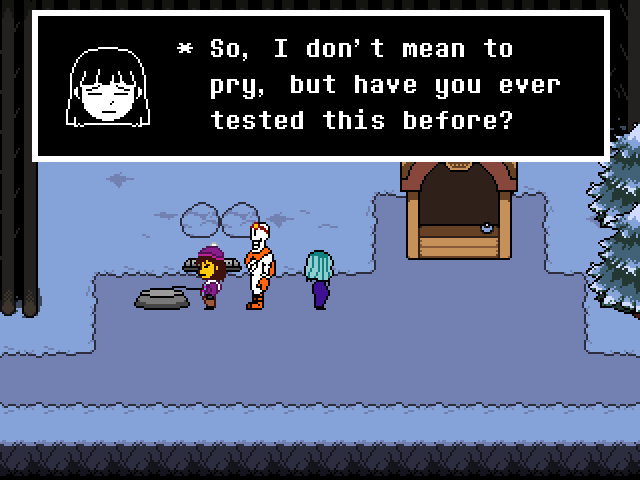 * So, I don't mean to
pry, but have you ever
tested this before?